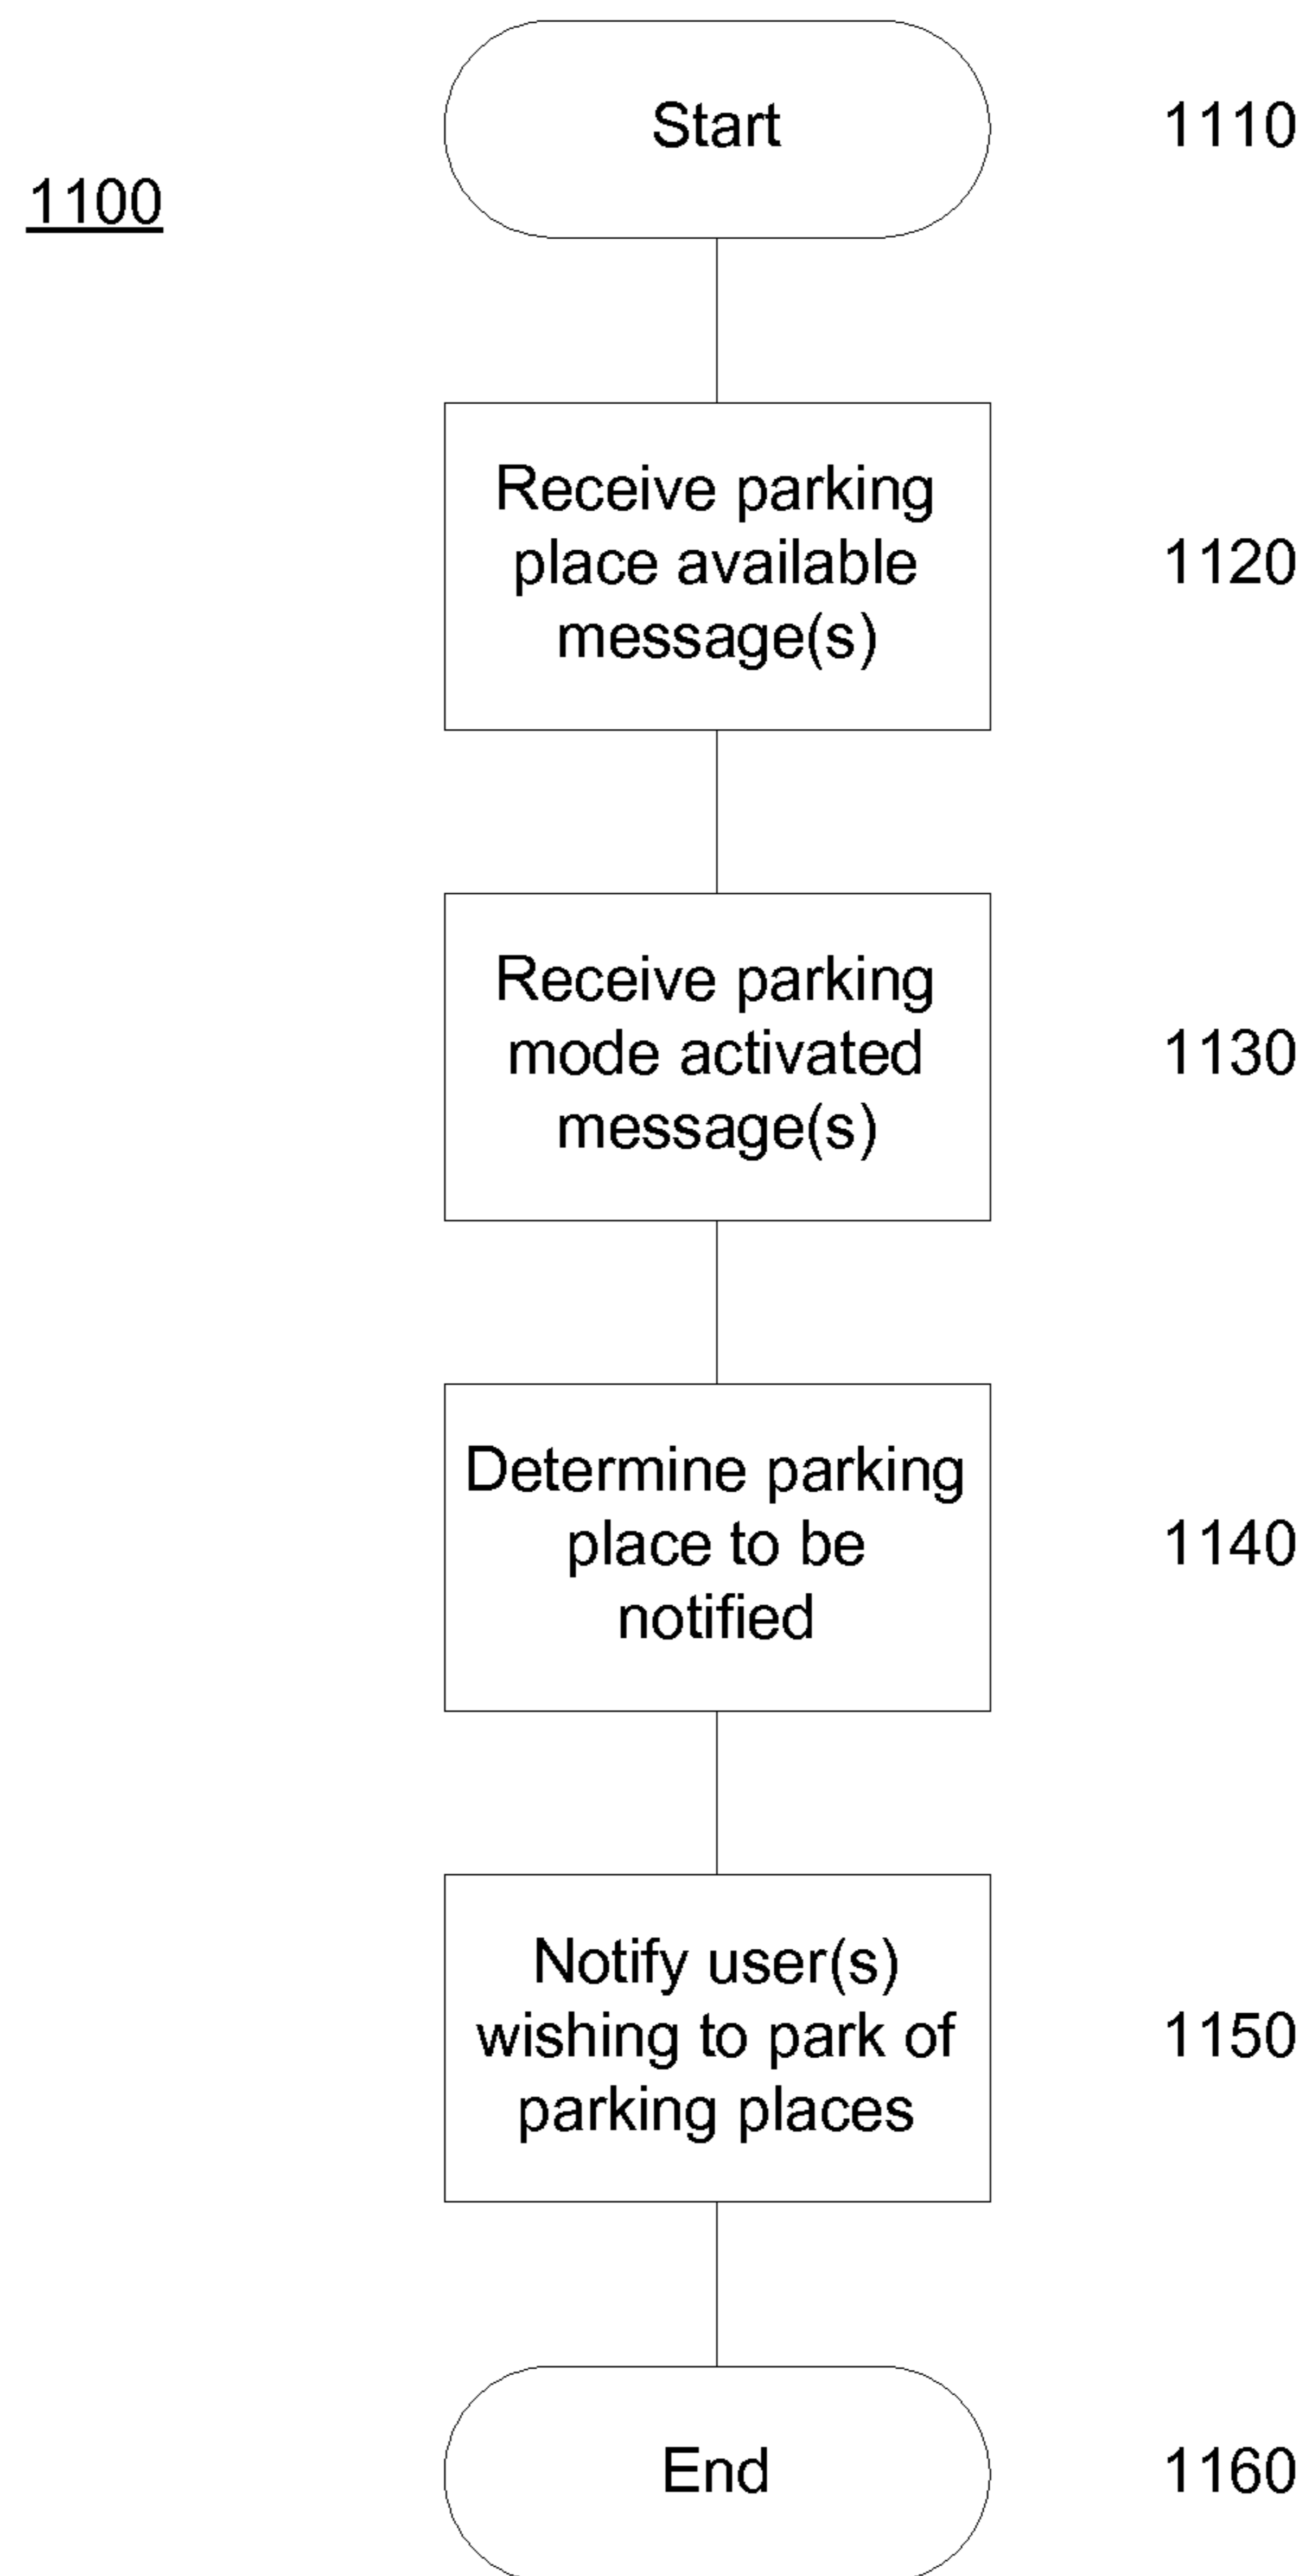 Start
1110
1100
Receive parking
place available
message(s)
1120
Receive parking
mode activated
message(s)
1130
Determine parking
place to be
notified
1140
Notify user(s)
wishing to park of
parking places
1150
End
1160